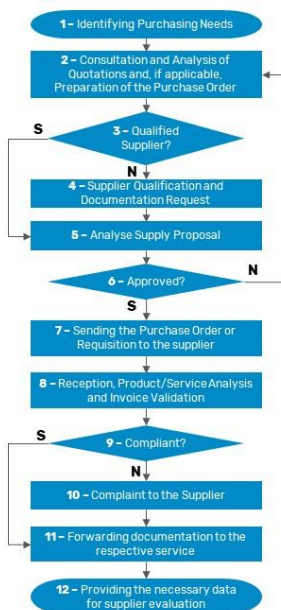 1 – Identifying Purchasing Needs
2 – Consultation and Analysis of
Quotations and, if applicable,
Preparation of the Purchase Order
S
3 – Qualified
Supplier?
N
4 – Supplier Qualification and
Documentation Request
5 – Analyse Supply Proposal
6 – Approved?
N
S
7 – Sending the Purchase Order or
Requisition to the supplier
8 – Reception, Product/Service Analysis
and Invoice Validation
S
9 – Compliant?
N
10 – Complaint to the Supplier
11 – Forwarding documentation to the
respective service
12 – Providing the necessary data
for supplier evaluation